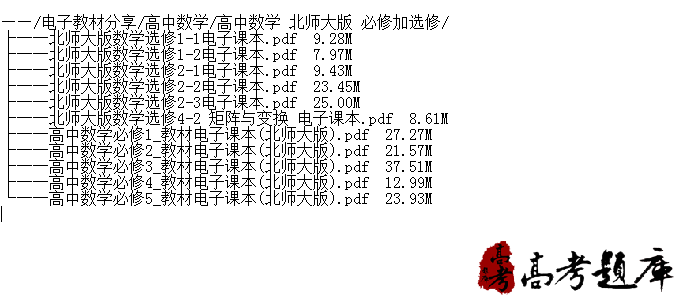 ——/电子教材分享/高中数学/高中数学 北师大版 必修加选修/
├──北师大版数学选修1-1电子课本.pdf 9.28M
├──北师大版数学选修1-2电子课本.pdf 7.97M
├──北师大版数学选修2-1电子课本.pdf 9.43M
├──北师大版数学选修2-2电子课本.pdf 23.45M
├──北师大版数学选修2-3电子课本.pdf 25.00M
├──北师大版数学选修4-2 矩阵与变换 电子课本.pdf 8.61M
├──高中数学必修1_教材电子课本(北师大版).pdf 27.27M
├──高中数学必修2_教材电子课本(北师大版).pdf 21.57M
├──高中数学必修3_教材电子课本(北师大版).pdf 37.51M
├──高中数学必修4_教材电子课本(北师大版).pdf 12.99M
└──高中数学必修5_教材电子课本(北师大版).pdf 23.93M
高考
高考题库